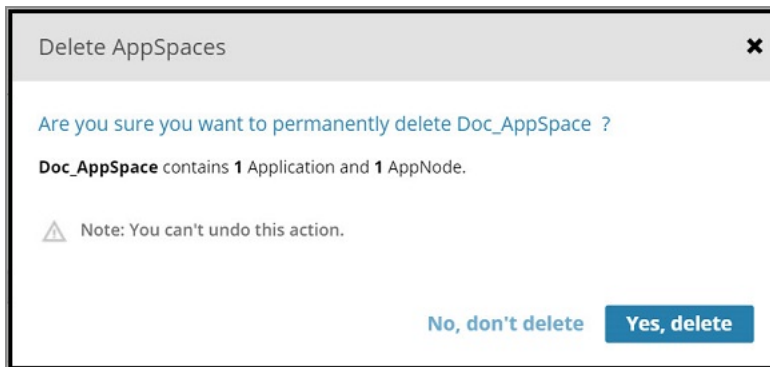 Delete AppSpaces
Are you sure you want to permanently delete Doc_AppSpace ?
Doc_AppSpace contains 1 Application and 1 AppNode.
Note: You can't undo this action.
No, don't delete Yes, delete